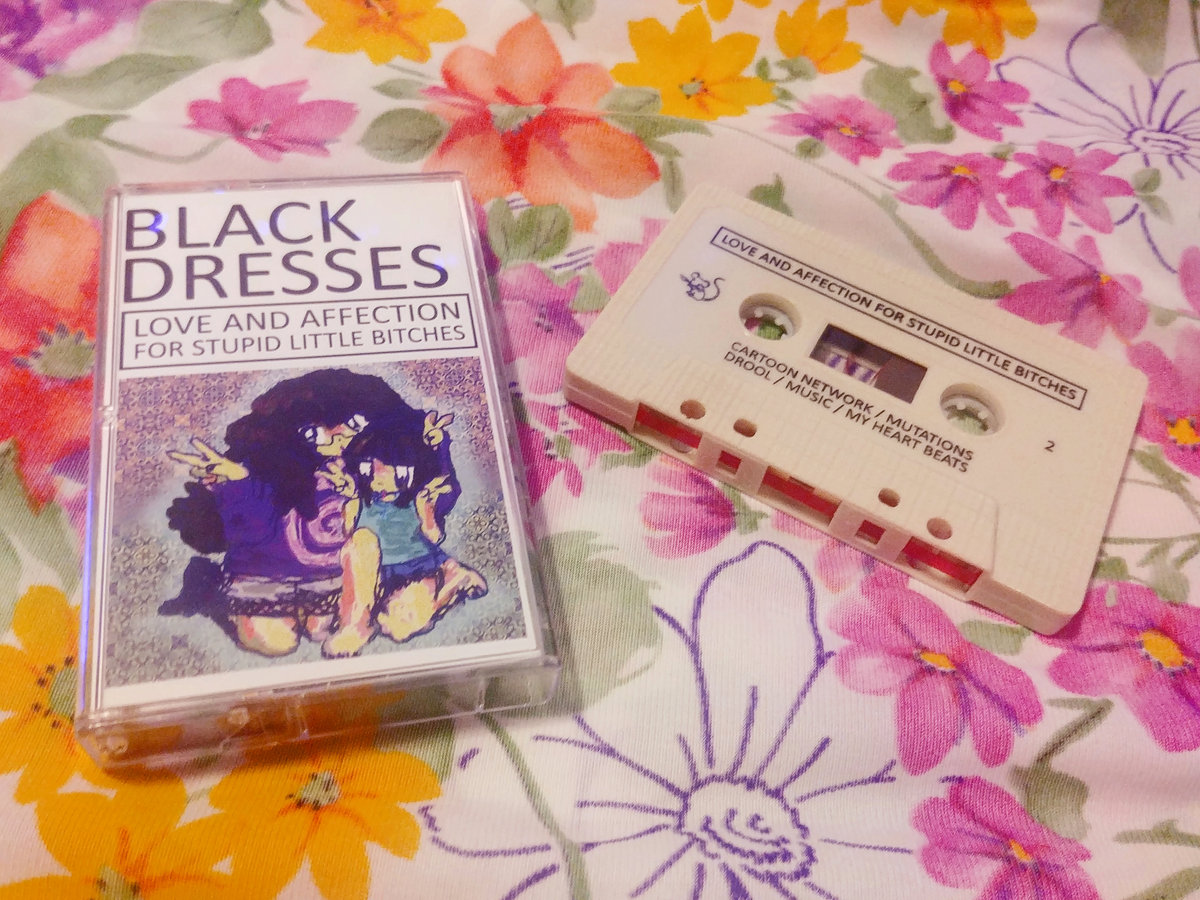 BLACK
DRESSES
LOVE AND AFFECTION
FOR STUPID LITTLE BITCHES
LOVE AND AFFECTION FOR STUPID LITTLE BITCHES
CARTOON NETWORK / MUTATIONS
DROOL / MUSIC / MY HEART BEATS
2